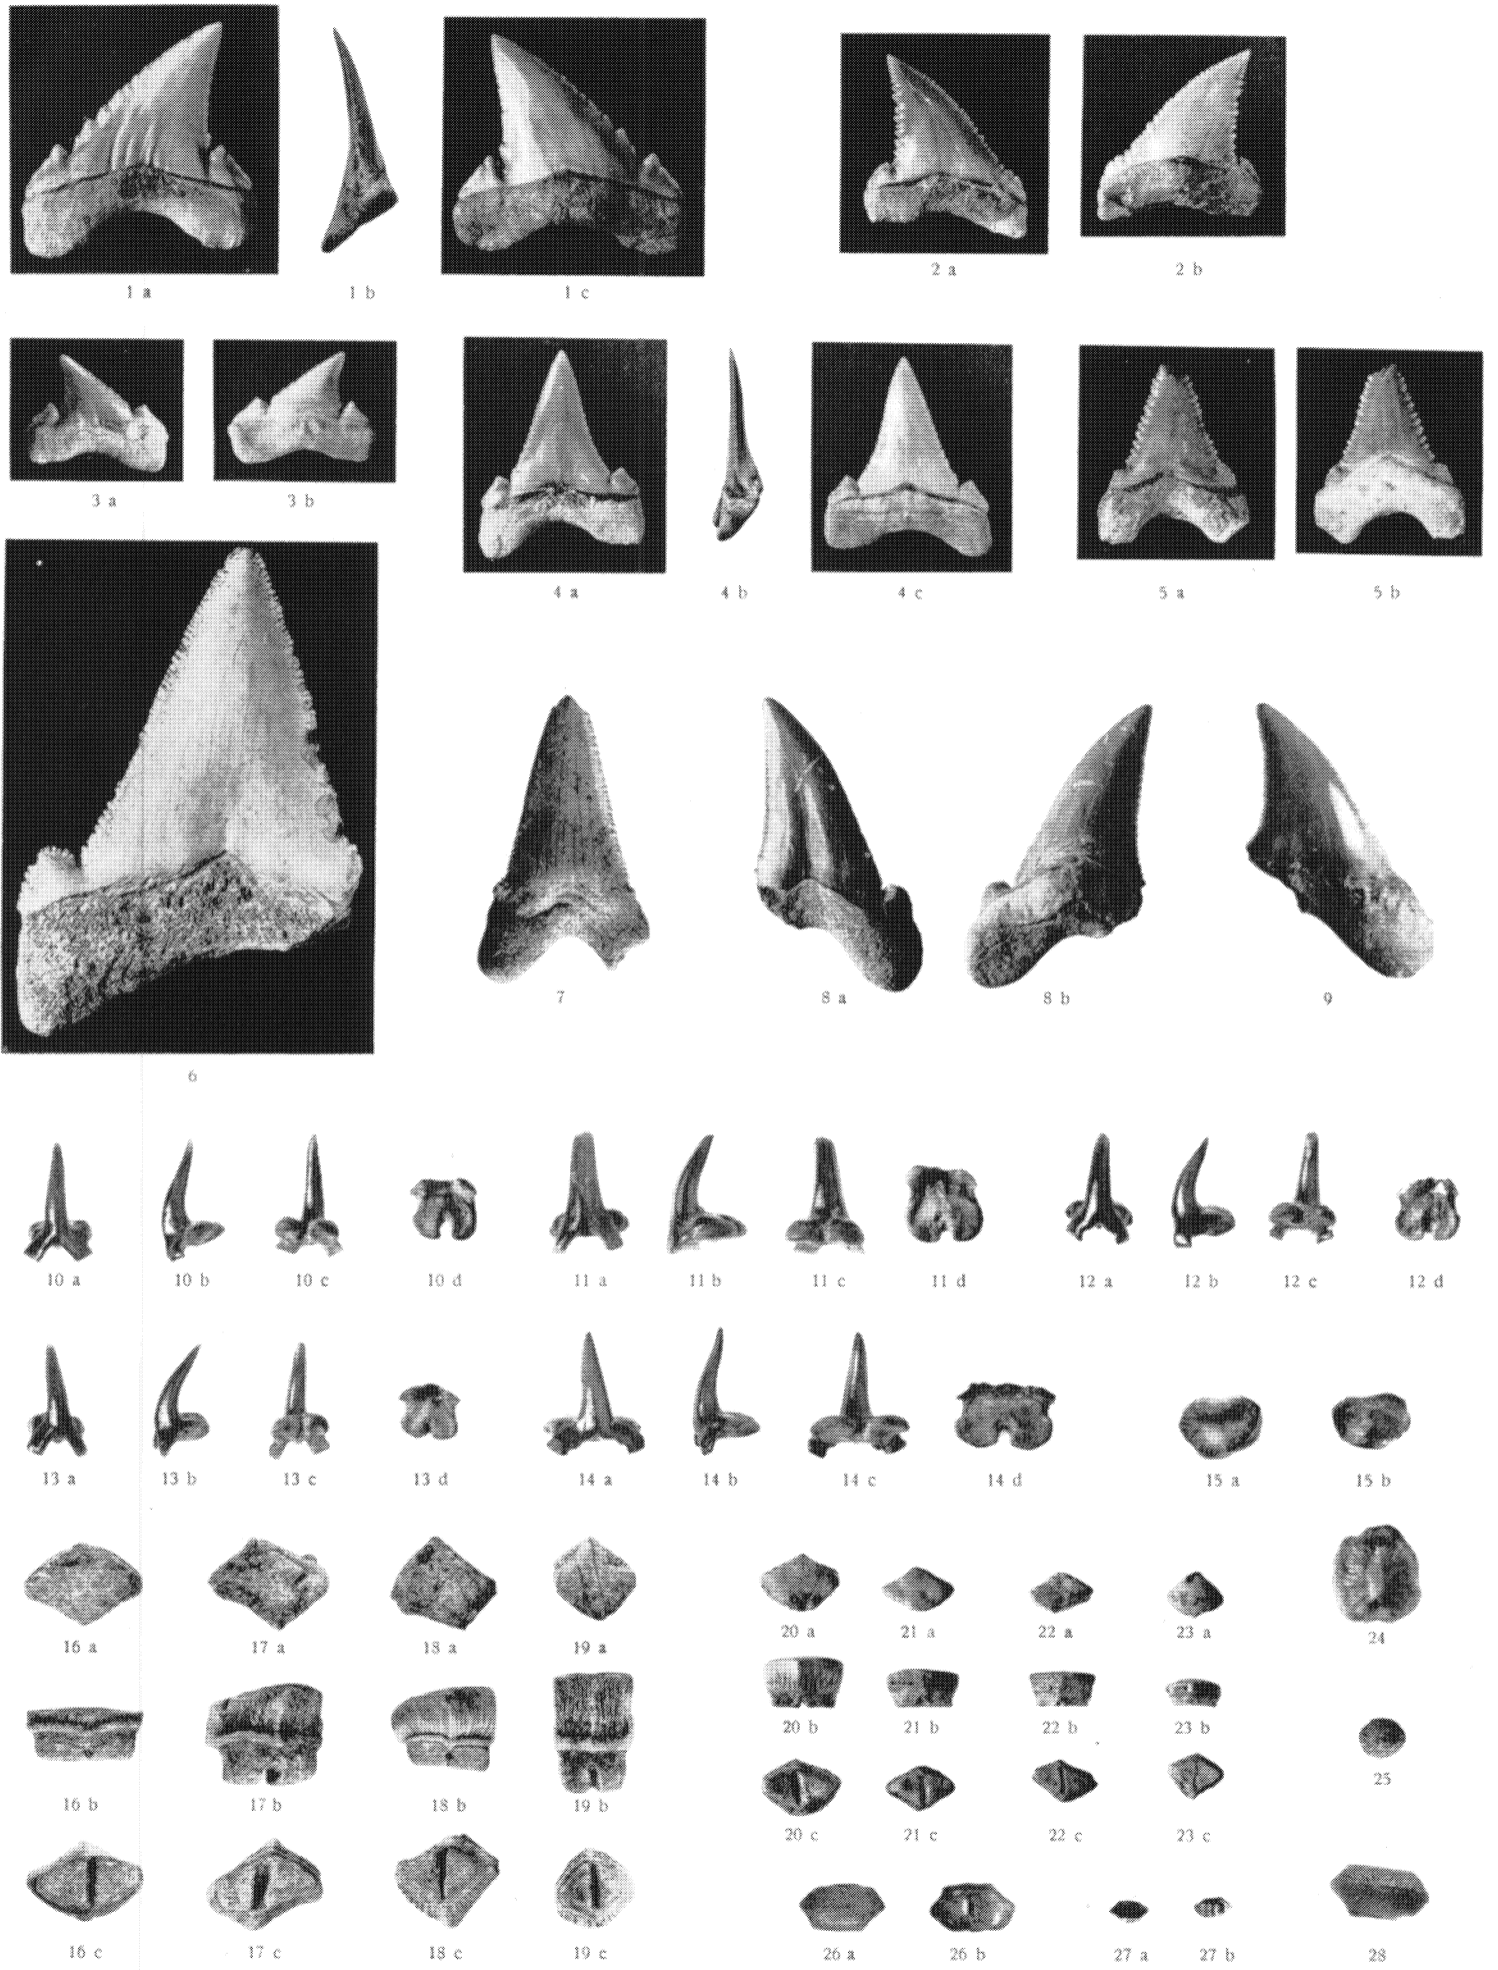 1 a 1 b 1 c 2 a 2 b
3 a 3 b
4 a 4 b 4 c 5 a 5 b
6 7 8 a 8 b 9
10 a 10 b 10 c 10 d 11 a 11 b 11 c 11 d 12 a 12 b 12 c 12 d
13 a 13 b 13 c 13 d 14 a 14 b 14 c 14 d 15 a 15 b
16 a 17 a 18 a 19 a 20 a 21 a 22 a 23 a 24
20 b 21 b 22 b 23 b
25
16 b 17 b 18 b 19 b
20 c 21 c 22 c 23 c
16 c 17 c 18 c 19 c 26 a 26 b 27 a 27 b 28